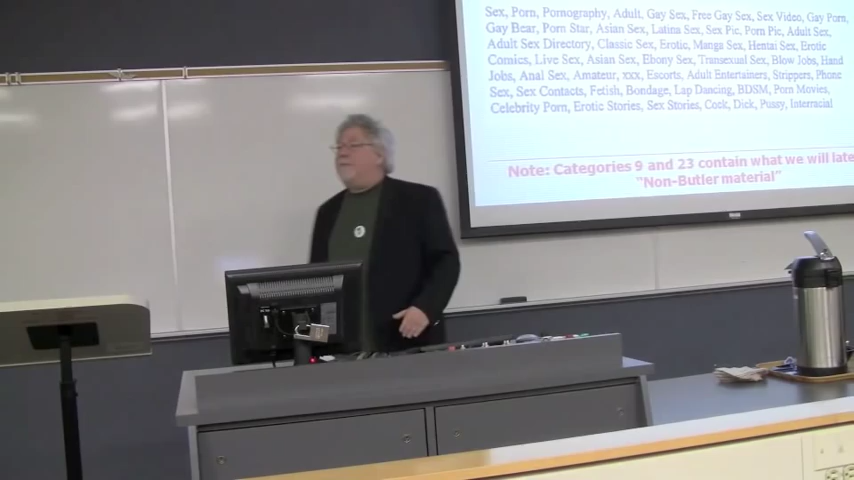 Sex, Porn, Pornography, Adult, Gay Sex, Free Gay Sex, Sex Video, Gay Porn,
Gay Bear, Porn Star, Asian Sex, Latina Sex, Sex Pic, Porn Pic, Adult Sex,
Adult Sex Directory, Classic Sex, Erotic, Manga Sex, Hentai Sex, Erotic
Comics, Live Sex, Asian Sex, Ebony Sex, Transexual Sex, Blow Jobs, Hand
Jobs, Anal Sex, Amateur, xxx, Escorts, Adult Entertainers, Strippers, Phone
Sex, Sex Contacts, Fetish, Bondage, Lap Dancing, BDSM, Porn Movies,
Celebrity Porn, Erotic Stories, Sex Stories, Cock, Dick, Pussy, Interracial
Note: Categories 9 and 23 contain what we will late
"Non-Butler material"